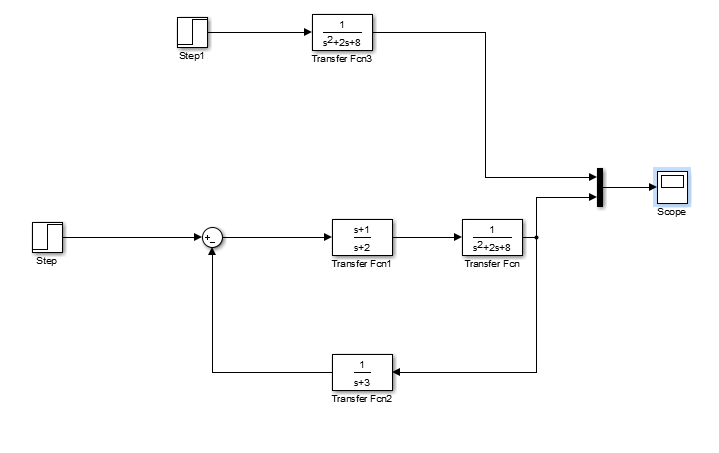 1
s²+2s+8
Step1
Transfer Fcn3
Scope
+
-
s+1
s+2
1
s²+2s+8
Step
Transfer Fcn1
Transfer Fcn
1
s+3
Transfer Fcn2